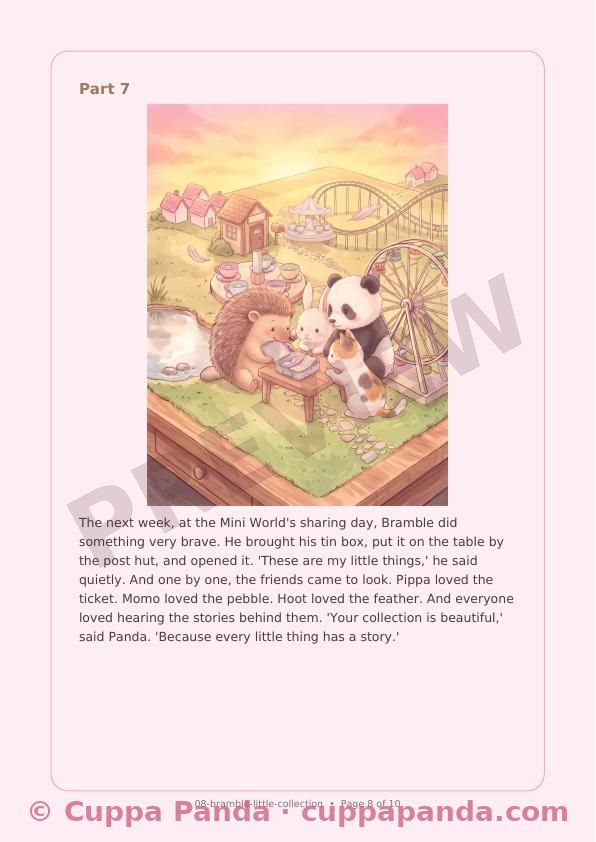 Part 7
PREVIEW
The next week, at the Mini World's sharing day, Bramble did
something very brave. He brought his tin box, put it on the table by
the post hut, and opened it. 'These are my little things,' he said
quietly. And one by one, the friends came to look. Pippa loved the
ticket. Momo loved the pebble. Hoot loved the feather. And everyone
loved hearing the stories behind them. 'Your collection is beautiful,'
said Panda. 'Because every little thing has a story.'
08-bramble-little-collection • Page 8 of 10
© Cuppa Panda · cuppapanda.com